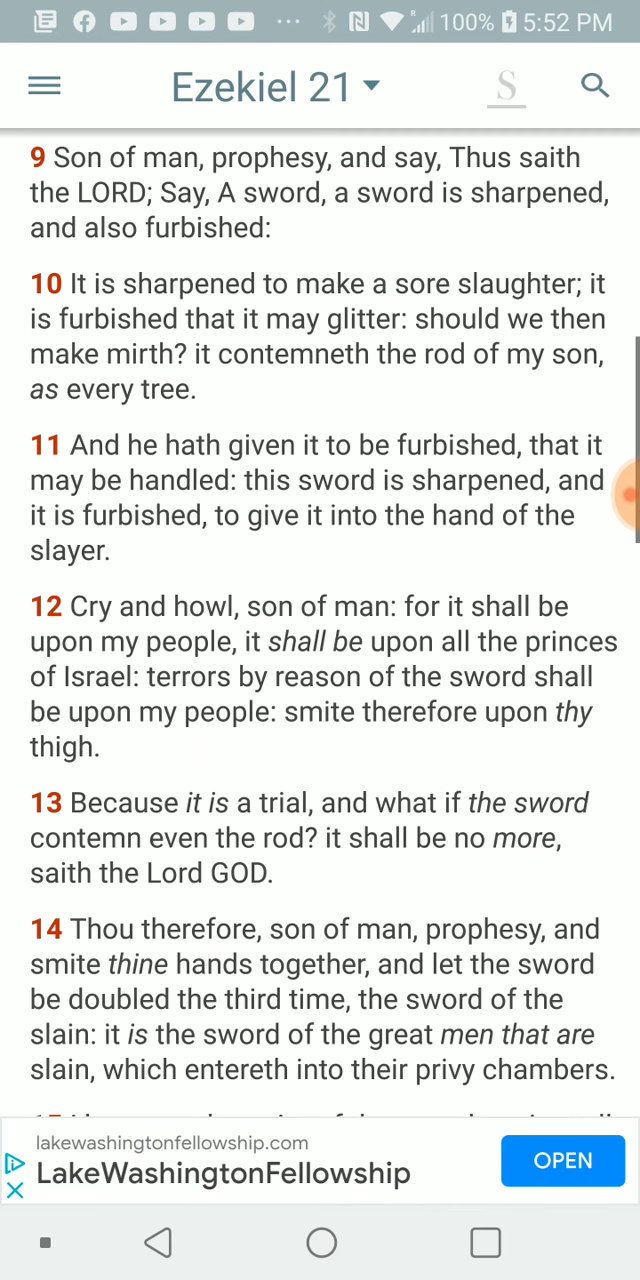 100% 5:52 PM
Ezekiel 21
S
9 Son of man, prophesy, and say, Thus saith
the LORD; Say, A sword, a sword is sharpened,
and also furbished:
10 It is sharpened to make a sore slaughter; it
is furbished that it may glitter: should we then
make mirth? it contemneth the rod of my son,
as every tree.
11 And he hath given it to be furbished, that it
may be handled: this sword is sharpened, and
it is furbished, to give it into the hand of the
slayer.
12 Cry and howl, son of man: for it shall be
upon my people, it shall be upon all the princes
of Israel: terrors by reason of the sword shall
be upon my people: smite therefore upon thy
thigh.
13 Because it is a trial, and what if the sword
contemn even the rod? it shall be no more,
saith the Lord GOD.
14 Thou therefore, son of man, prophesy, and
smite thine hands together, and let the sword
be doubled the third time, the sword of the
slain: it is the sword of the great men that are
slain, which entereth into their privy chambers.
lakewashingtonfellowship.com
LakeWashingtonFellowship
OPEN